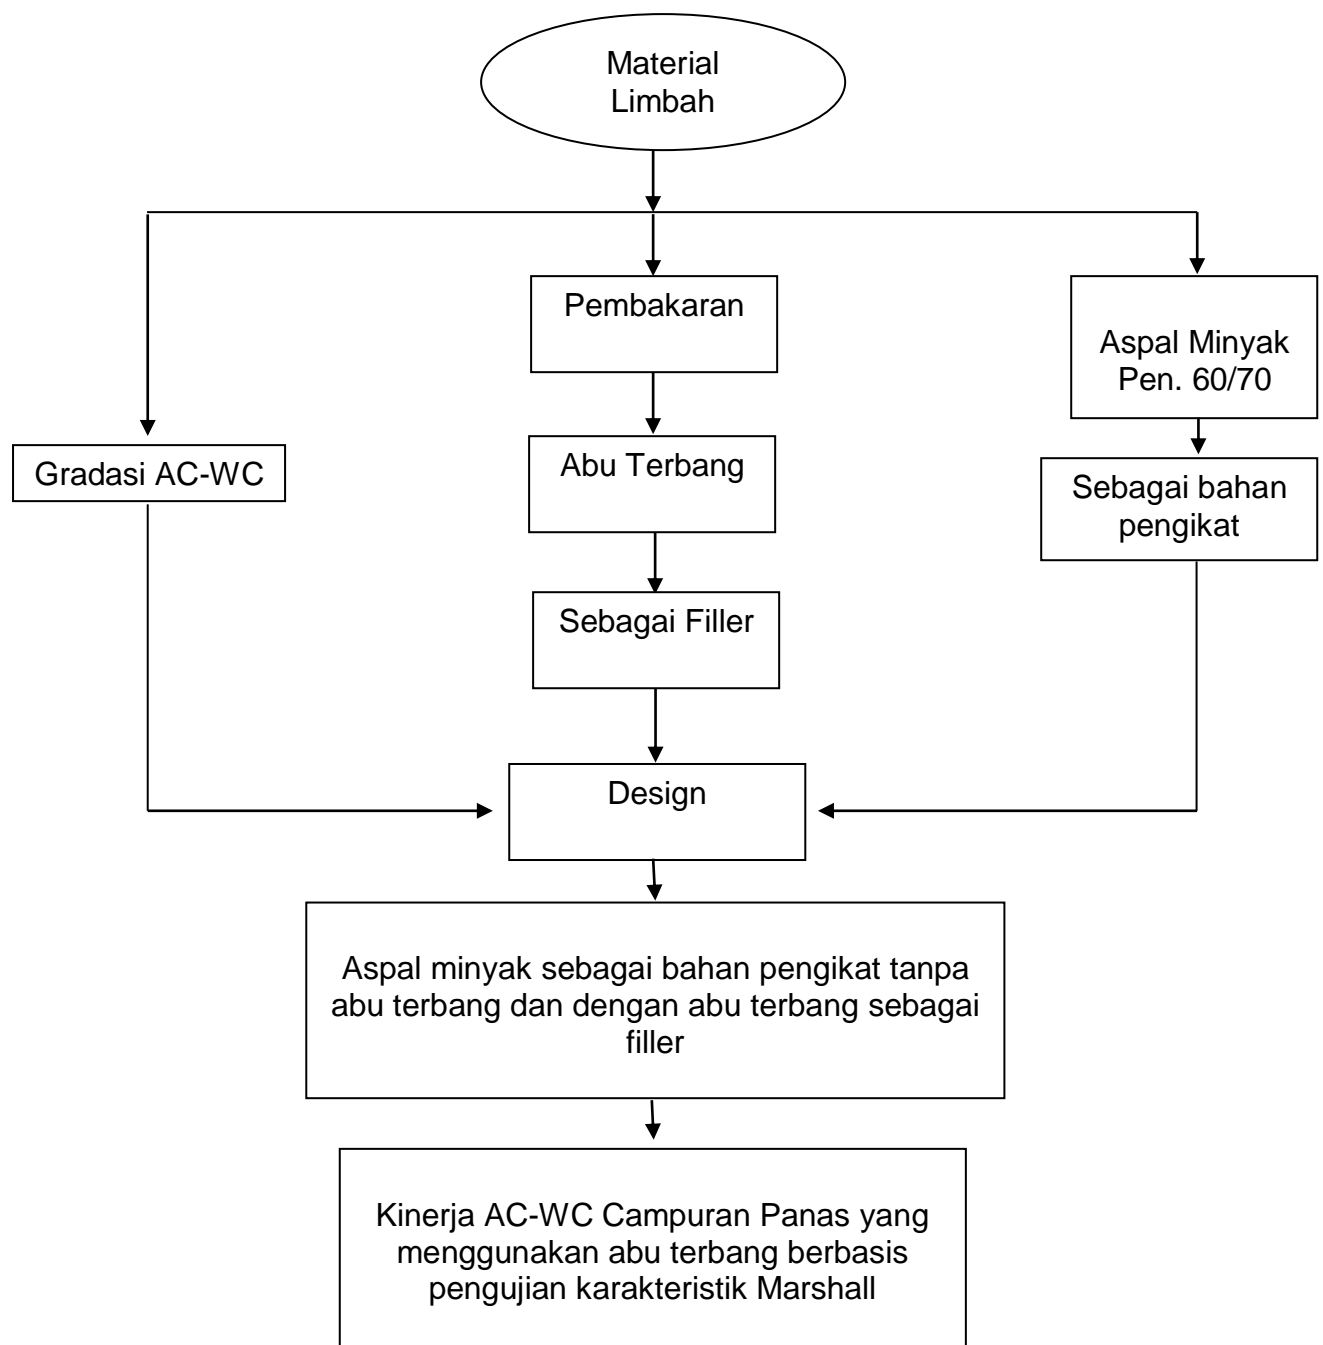 Material
Limbah
Pembakaran
Aspal Minyak
Pen. 60/70
Gradasi AC-WC
Abu Terbang
Sebagai bahan
pengikat
Sebagai Filler
Design
Aspal minyak sebagai bahan pengikat tanpa
abu terbang dan dengan abu terbang sebagai
filler
Kinerja AC-WC Campuran Panas yang
menggunakan abu terbang berbasis
pengujian karakteristik Marshall